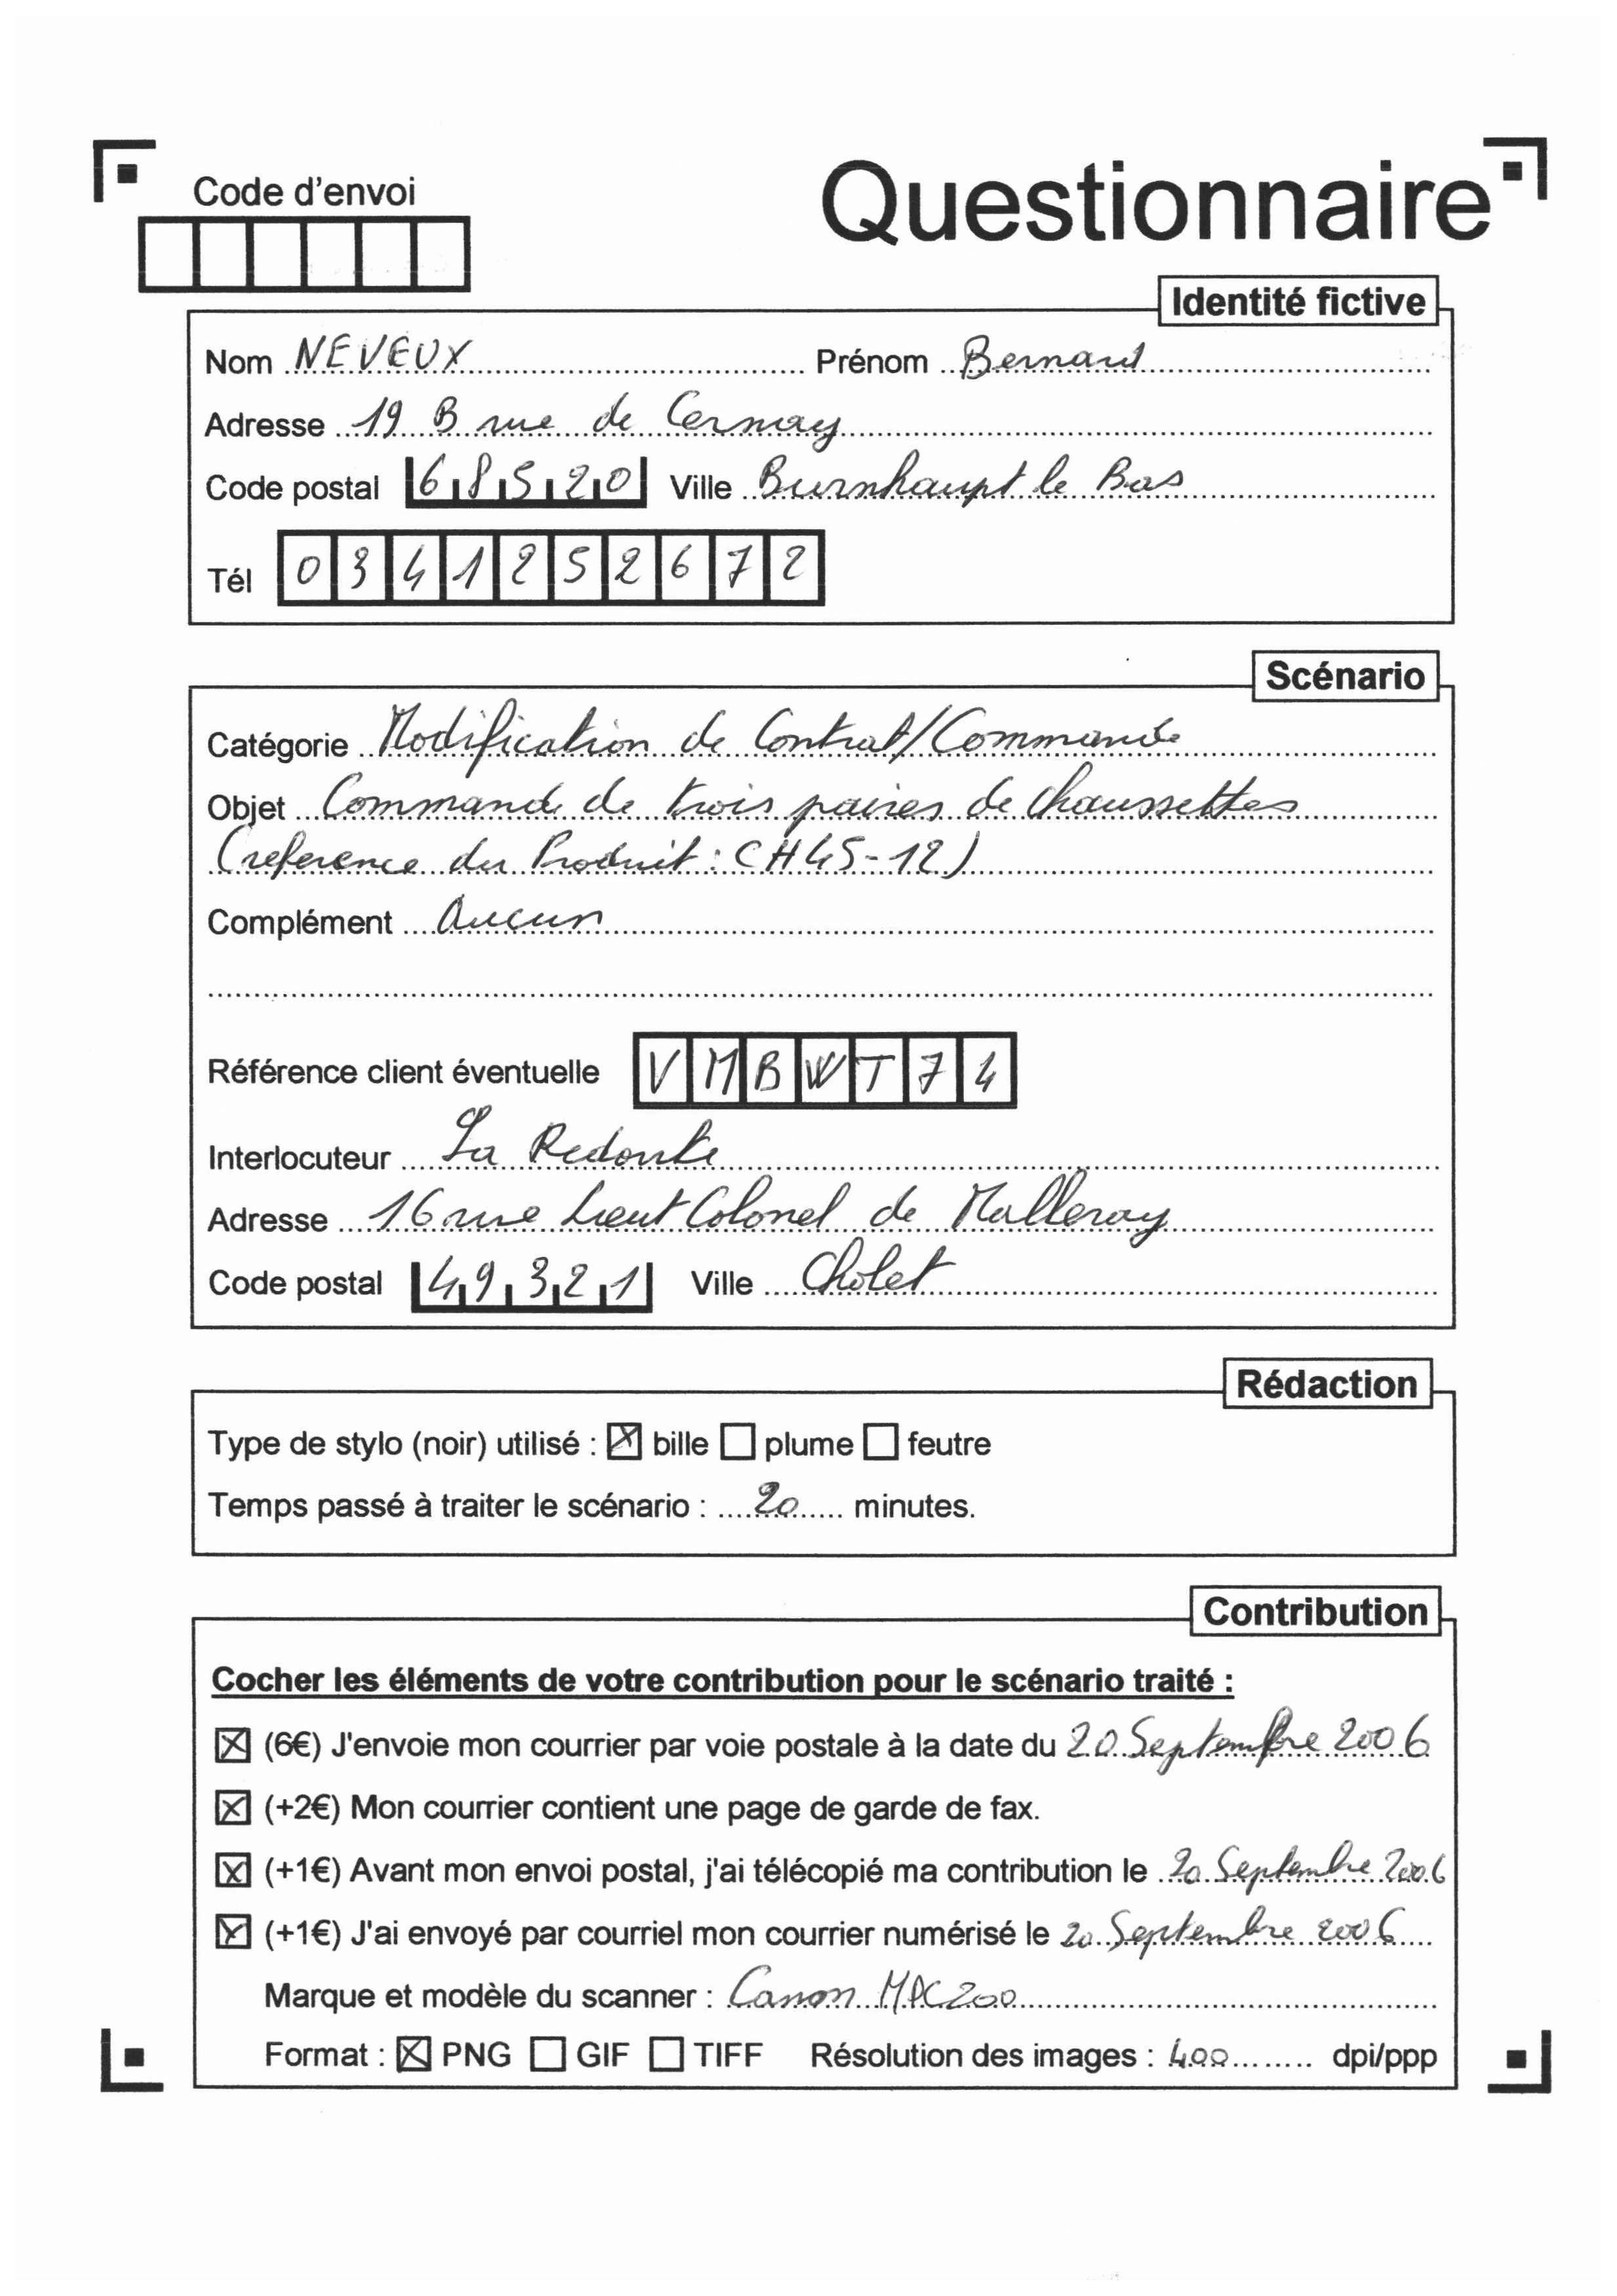 Code d'envoi
Questionnaire
Identité fictive
Nom NEVEUX Prénom Bernard
Adresse 19 B rue de Cernay
Code postal 68520 Ville Burnhaupt le Bas
Tél 0341252672
Scénario
Catégorie Modification de Contrat/Commande
Objet Commande de trois paires de chaussettes
(reference du Produit : CH45-12)
Complément Aucun
Référence client éventuelle VMBWT74
Interlocuteur La Redoute
Adresse 16 rue Lieut Colonel de Malleray
Code postal 49321 Ville Cholet
Rédaction
Type de stylo (noir) utilisé : bille plume feutre
Temps passé à traiter le scénario : 20 minutes.
Contribution
Cocher les éléments de votre contribution pour le scénario traité :
(6€) J'envoie mon courrier par voie postale à la date du 20 Septembre 2006
(+2€) Mon courrier contient une page de garde de fax.
(+1€) Avant mon envoi postal, j'ai télécopié ma contribution le 20 Septembre 2006
(+1€) J'ai envoyé par courriel mon courrier numérisé le 20 Septembre 2006
Marque et modèle du scanner : Canon MPC200
Format : PNG GIF TIFF Résolution des images : 400 dpi/ppp